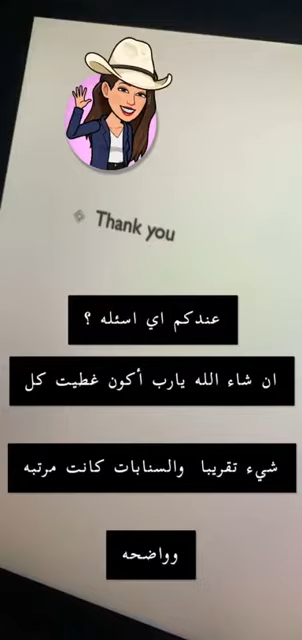 Thank you
عندكم اي اسئله ؟
ان شاء الله يارب أكون غطيت كل
شيء تقريبا والسنابات كانت مرتبه
وواضحه